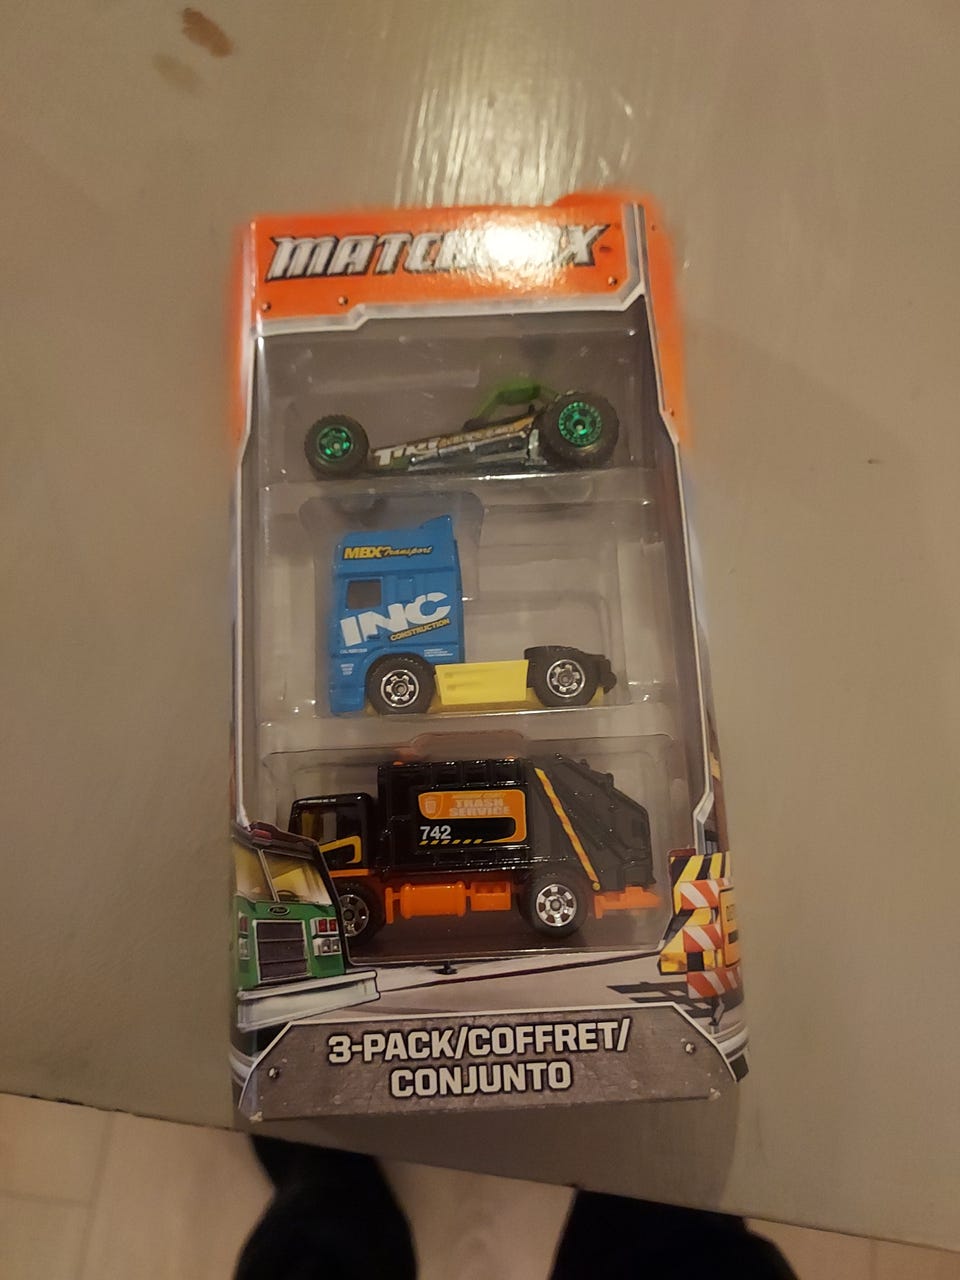 MATCHBOX
MBX Transport
INC
CONSTRUCTION
TRASH
SERVICE
742
3-PACK/COFFRET/
CONJUNTO